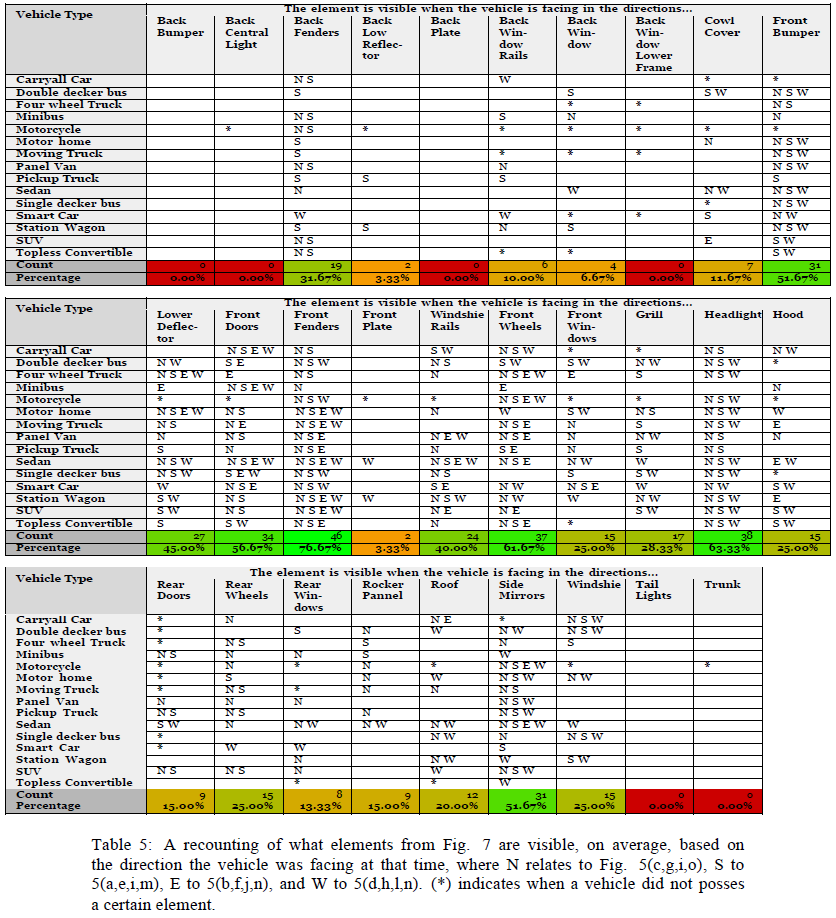 The element is visible when the vehicle is facing in the directions...
Vehicle Type
Back Back Back Back Back Back Back Back Cowl Front
Bumper Central Fenders Low Plate Win- Win- Win- Cover Bumper
Light Reflec- dow dow dow
tor Rails Lower
Frame
Carryall Car N S W * *
Double decker bus S S S W N S W
Four wheel Truck * * N S
Minibus N S S N N
Motorcycle * N S * * * * * *
Motor home S N N S W
Moving Truck S * * * N S W
Panel Van N S N N S W
Pickup Truck S S S S
Sedan N W N W N S W
Single decker bus * N S W
Smart Car W W * * S N W
Station Wagon S S N S N S W
SUV N S E S W
Topless Convertible N S * * S W
Count 0 0 19 2 0 6 4 0 7 31
Percentage 0.00% 0.00% 31.67% 3.33% 0.00% 10.00% 6.67% 0.00% 11.67% 51.67%
The element is visible when the vehicle is facing in the directions...
Vehicle Type
Lower Front Front Front Windshie Front Front Grill Headlight Hood
Deflec- Doors Fenders Plate Rails Wheels Win-
tor dows
Carryall Car N S E W N S S W N S W * * N S N W
Double decker bus N W S E N S W N S S W S W N W N S W *
Four wheel Truck N S E W E N S N N S E W E S N S W
Minibus E N S E W N E N
Motorcycle * * N S W * * N S E W * * N S W *
Motor home N S E W N S N S E W N W S W N S N S W W
Moving Truck N S N E N S E W N S E N S N S W E
Panel Van N N S N S E N E W N S E N N W N S N
Pickup Truck S N N S E N S E N S N S
Sedan N S W N S E W N S E W W N S E W N S E N W W N S W E W
Single decker bus N S W S E W N S W N S S S W N S W *
Smart Car W N S E N S W S E W N S E W N S W S W
Station Wagon S W N S N S E W W N S W N W W N W N S W E
SUV S W N S N S E W N E N E S W N S W S W
Topless Convertible S S W N S E N N S E * N S W S W
Count 27 34 46 2 24 37 15 17 38 15
Percentage 45.00% 56.67% 76.67% 3.33% 40.00% 61.67% 25.00% 28.33% 63.33% 25.00%
The element is visible when the vehicle is facing in the directions...
Vehicle Type
Rear Rear Rear Rocker Roof Side Windshie Tail Trunk
Doors Wheels Win- Pannel Mirrors Lights
dows
Carryall Car * N N E * N S W
Double decker bus * S N W N W N S W
Four wheel Truck * N S S N S
Minibus N S N N S W
Motorcycle * N * N * N S E W * *
Motor home * S N W N S W N W
Moving Truck * N S * N N N S
Panel Van N N N N S W
Pickup Truck N S N S N N S W
Sedan S W N N W N W N W N S E W W
Single decker bus * N W N N S W
Smart Car * W W S
Station Wagon N N W W S W
SUV N S N S N W N S W
Topless Convertible * * W
Count 9 15 8 9 12 31 15 0 0
Percentage 15.00% 25.00% 13.33% 15.00% 20.00% 51.67% 25.00% 0.00% 0.00%
Table 5: A recounting of what elements from Fig. 7 are visible, on average, based on
the direction the vehicle was facing at that time, where N relates to Fig. 5(c,g,i,o), S to
5(a,e,i,m), E to 5(b,f,j,n), and W to 5(d,h,l,n). (*) indicates when a vehicle did not posses
a certain element.